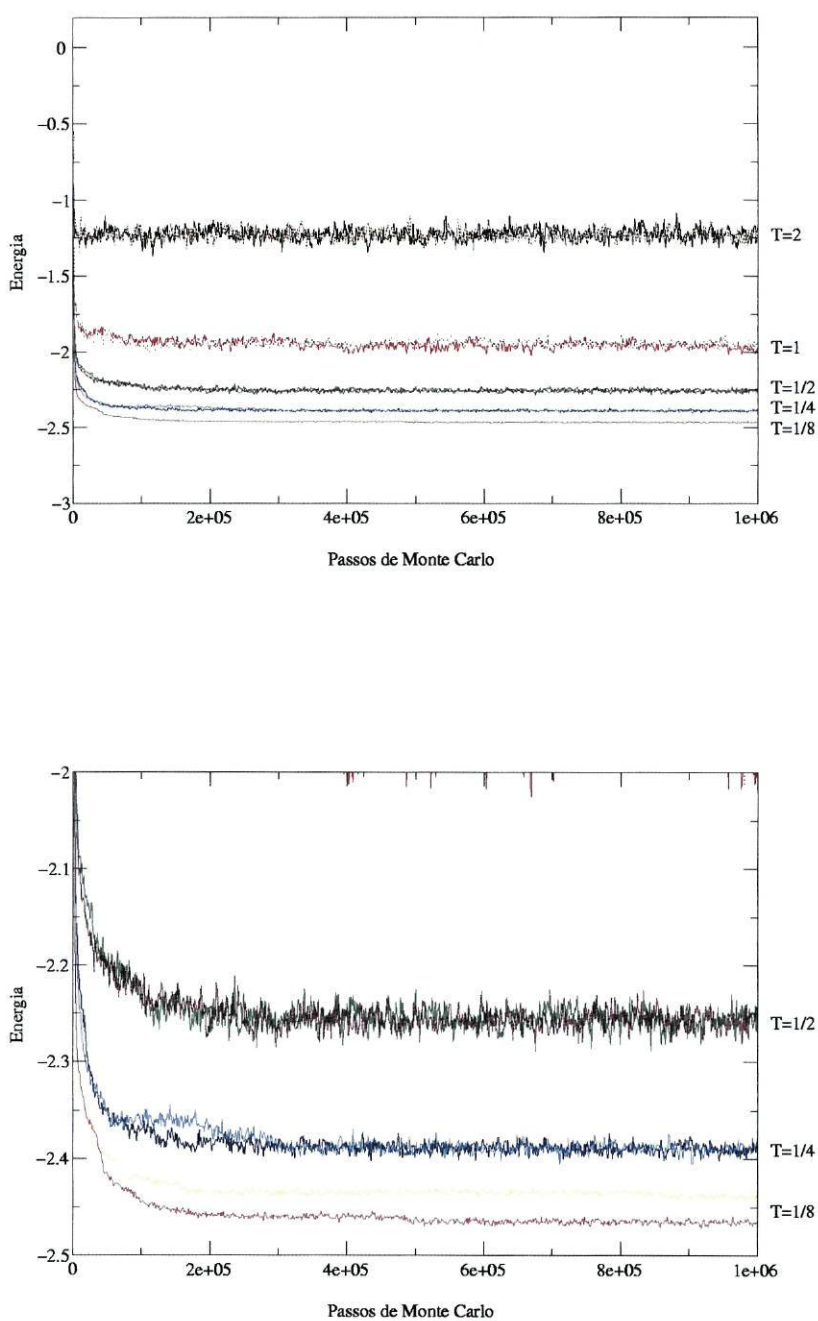 0
−0.5
−1
−1.5
−2
−2.5
−3
Energia
T=2
T=1
T=1/2
T=1/4
T=1/8
0 2e+05 4e+05 6e+05 8e+05 1e+06
Passos de Monte Carlo
−2
−2.1
−2.2
−2.3
−2.4
−2.5
Energia
T=1/2
T=1/4
T=1/8
0 2e+05 4e+05 6e+05 8e+05 1e+06
Passos de Monte Carlo